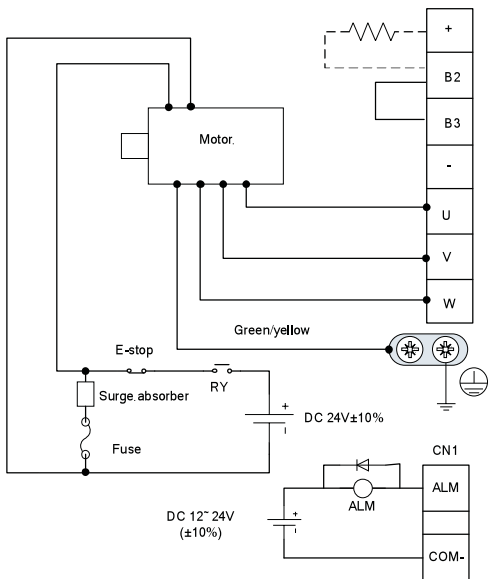 +
B2
B3
-
U
V
W
Motor.
Green/yellow
E-stop
RY
Surge.absorber
Fuse
+
-
DC 24V±10%
CN1
ALM
COM-
ALM
DC 12~24V
(±10%)
+
-